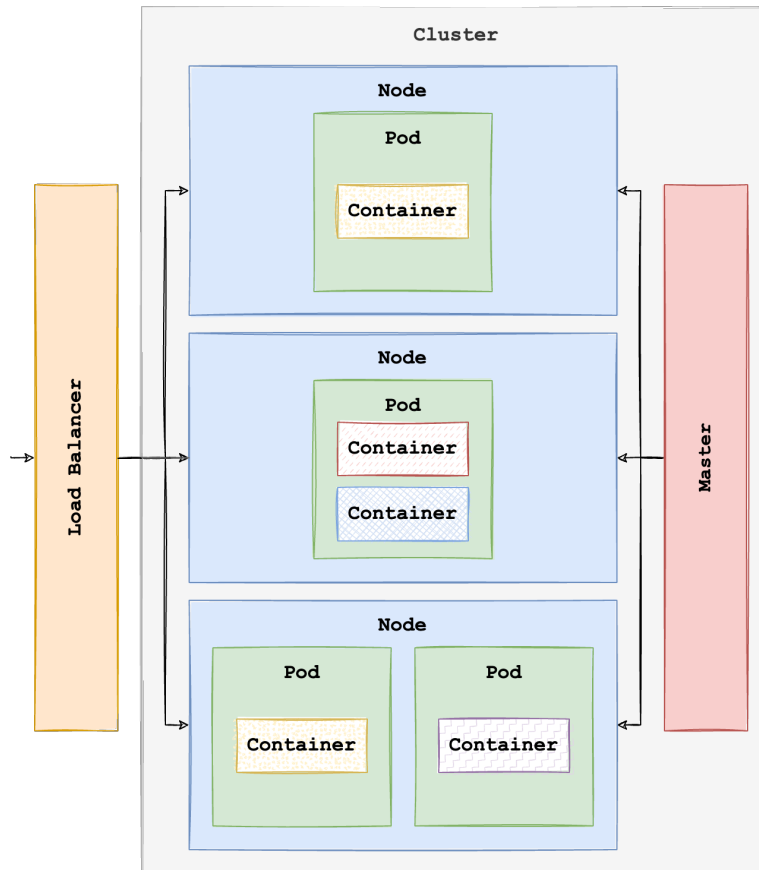 Cluster
Node
Pod
Container
Node
Pod
Container
Container
Node
Pod
Container
Pod
Container
Load Balancer
Master